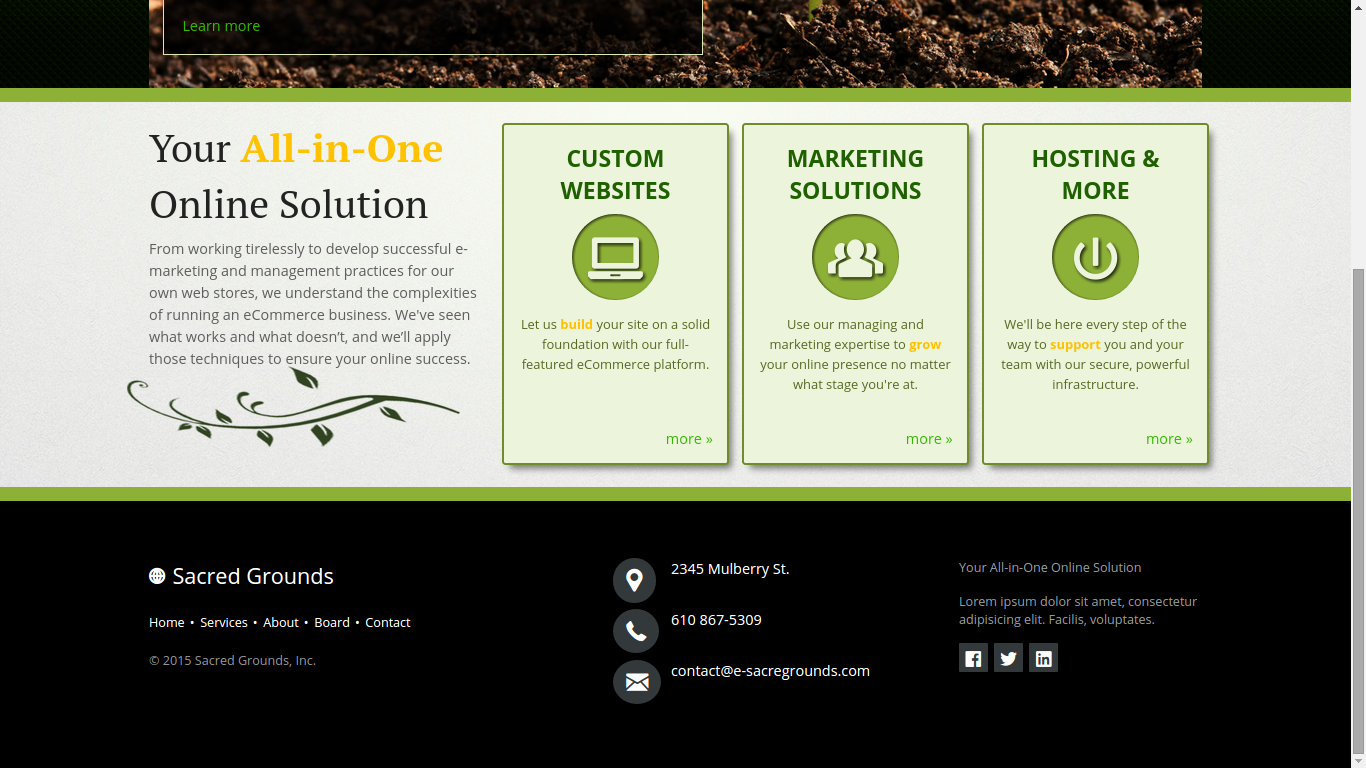 Learn more
Your All-in-One
Online Solution
From working tirelessly to develop successful e-
marketing and management practices for our
own web stores, we understand the complexities
of running an eCommerce business. We've seen
what works and what doesn’t, and we’ll apply
those techniques to ensure your online success.
CUSTOM
WEBSITES
Let us build your site on a solid
foundation with our full-
featured eCommerce platform.
more »
MARKETING
SOLUTIONS
Use our managing and
marketing expertise to grow
your online presence no matter
what stage you're at.
more »
HOSTING &
MORE
We'll be here every step of the
way to support you and your
team with our secure, powerful
infrastructure.
more »
Sacred Grounds
Home • Services • About • Board • Contact
© 2015 Sacred Grounds, Inc.
2345 Mulberry St.
610 867-5309
contact@e-sacregrounds.com
Your All-in-One Online Solution
Lorem ipsum dolor sit amet, consectetur
adipisicing elit. Facilis, voluptates.